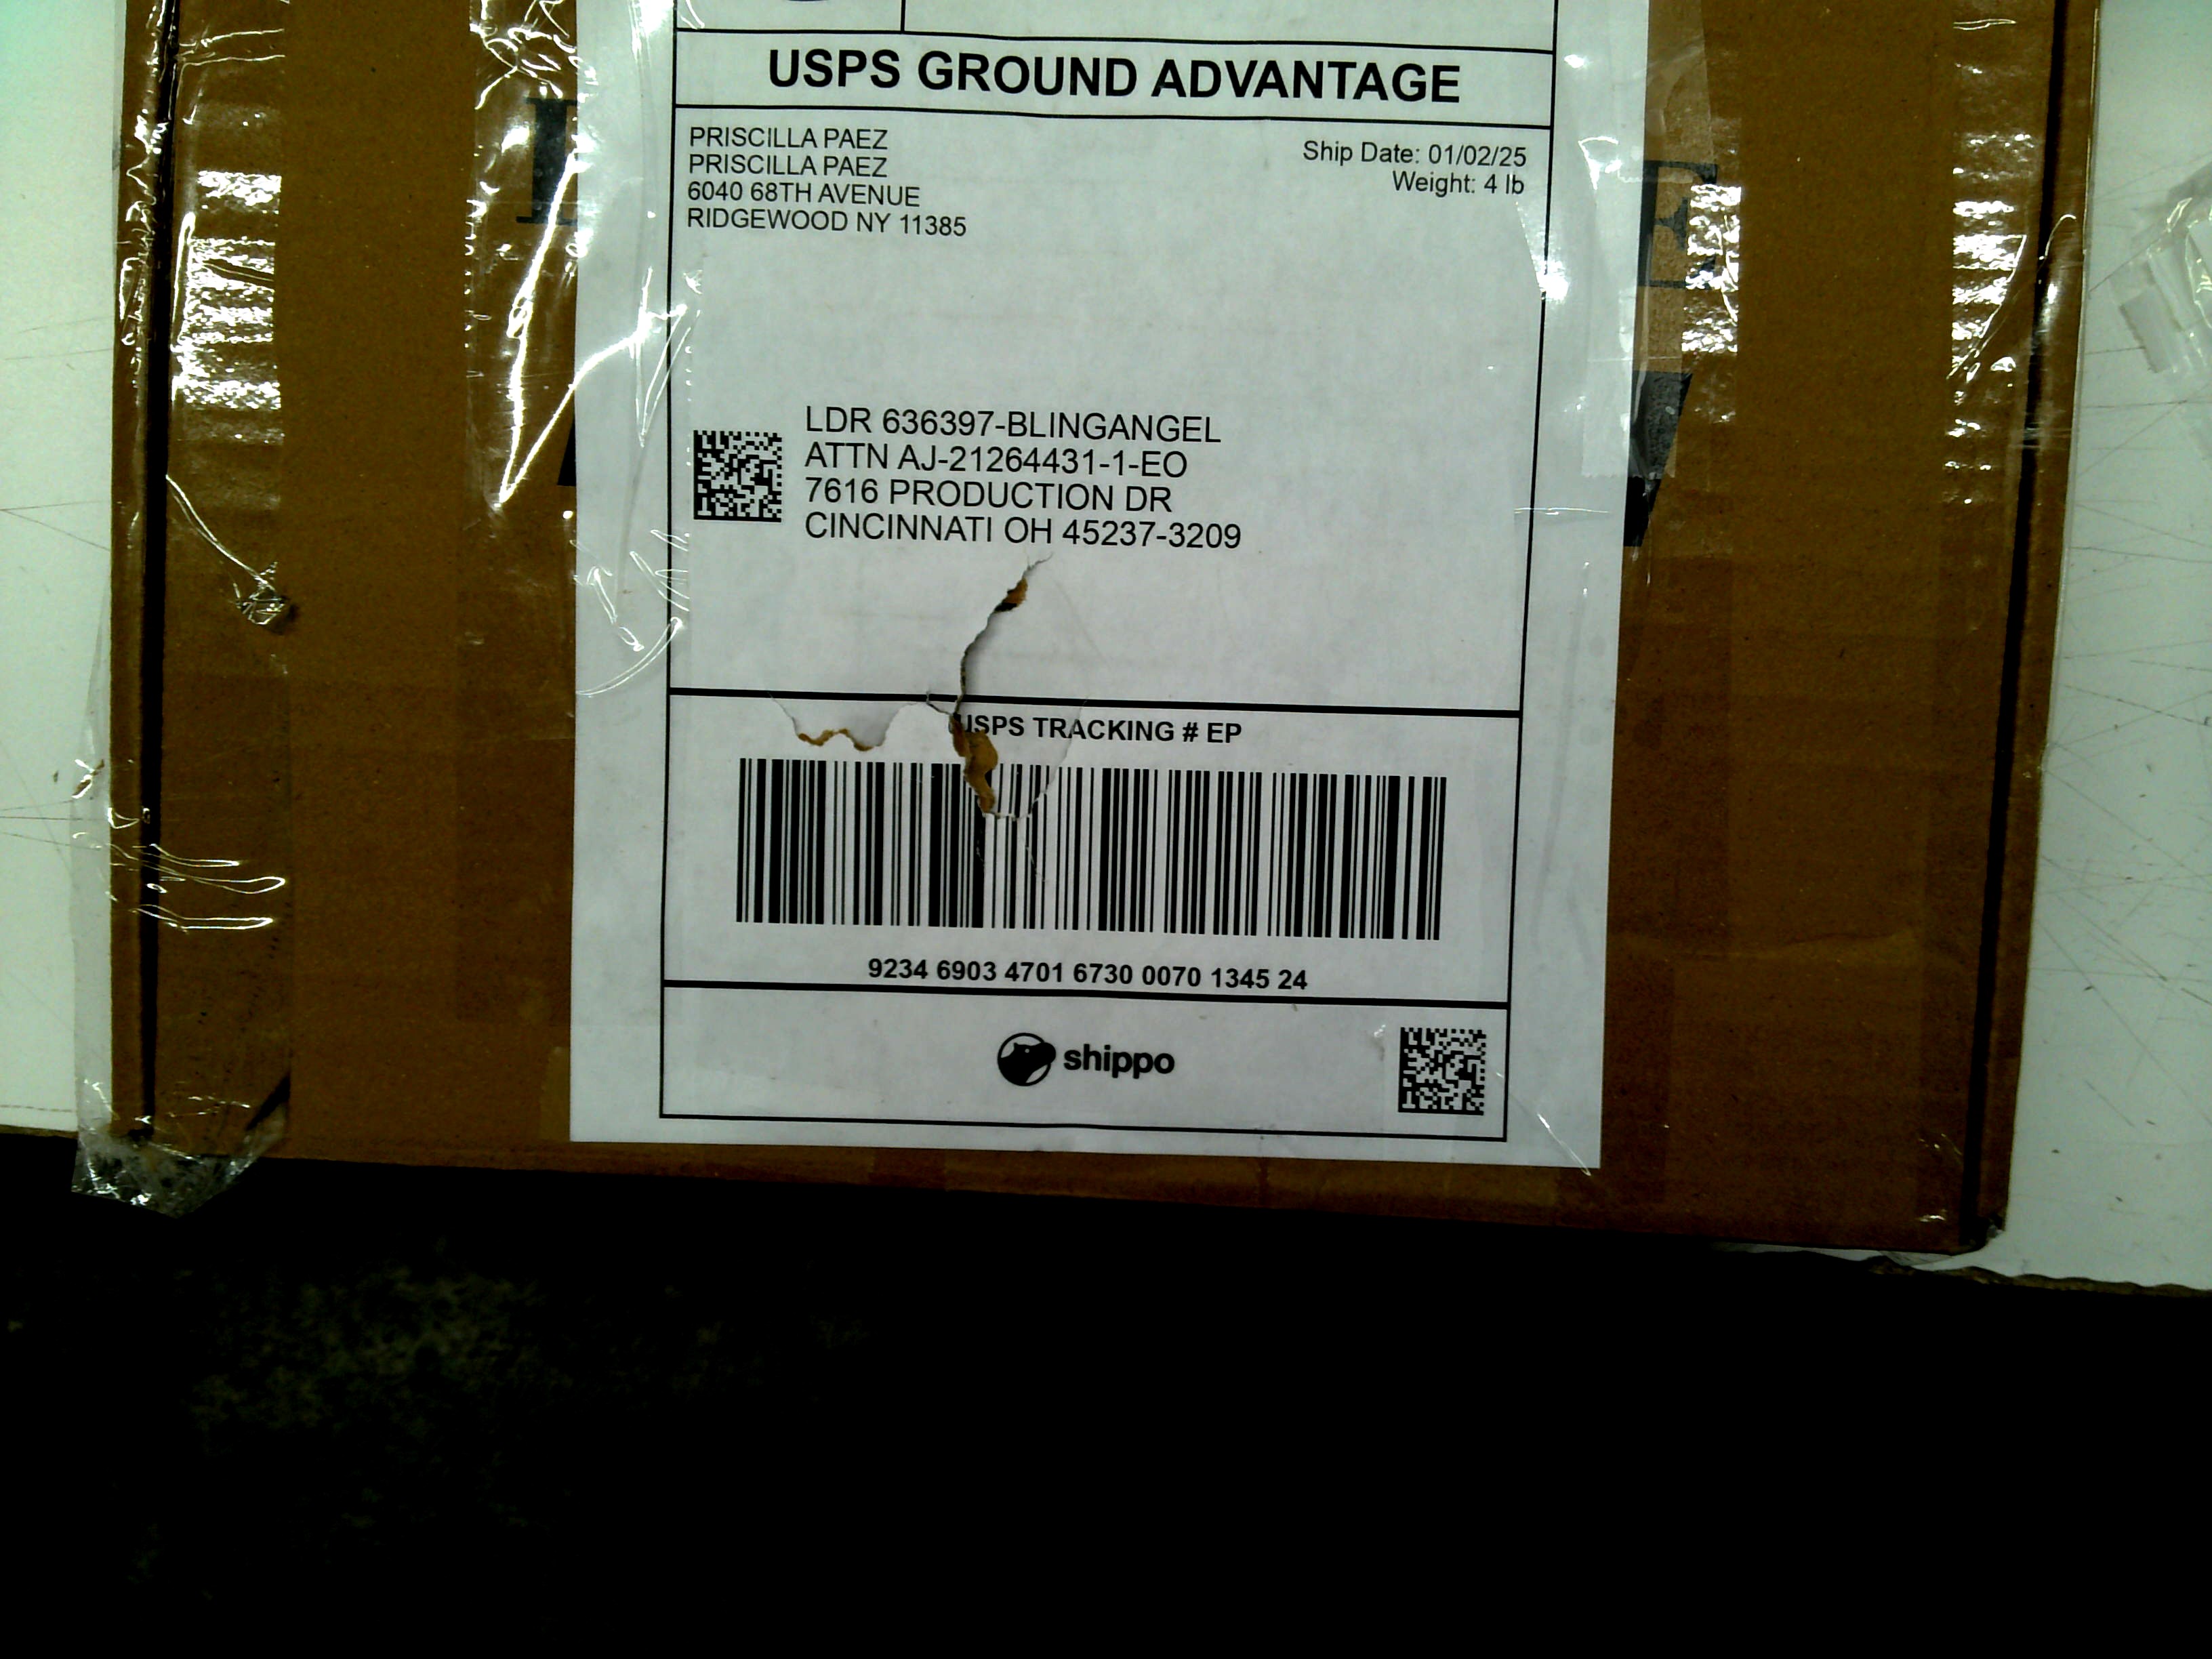 USPS GROUND ADVANTAGE
PRISCILLA PAEZ
PRISCILLA PAEZ
6040 68TH AVENUE
RIDGEWOOD NY 11385
Ship Date: 01/02/25
Weight: 4 lb
LDR 636397-BLINGANGEL
ATTN AJ-21264431-1-EO
7616 PRODUCTION DR
CINCINNATI OH 45237-3209
USPS TRACKING # EP
9234 6903 4701 6730 0070 1345 24
shippo